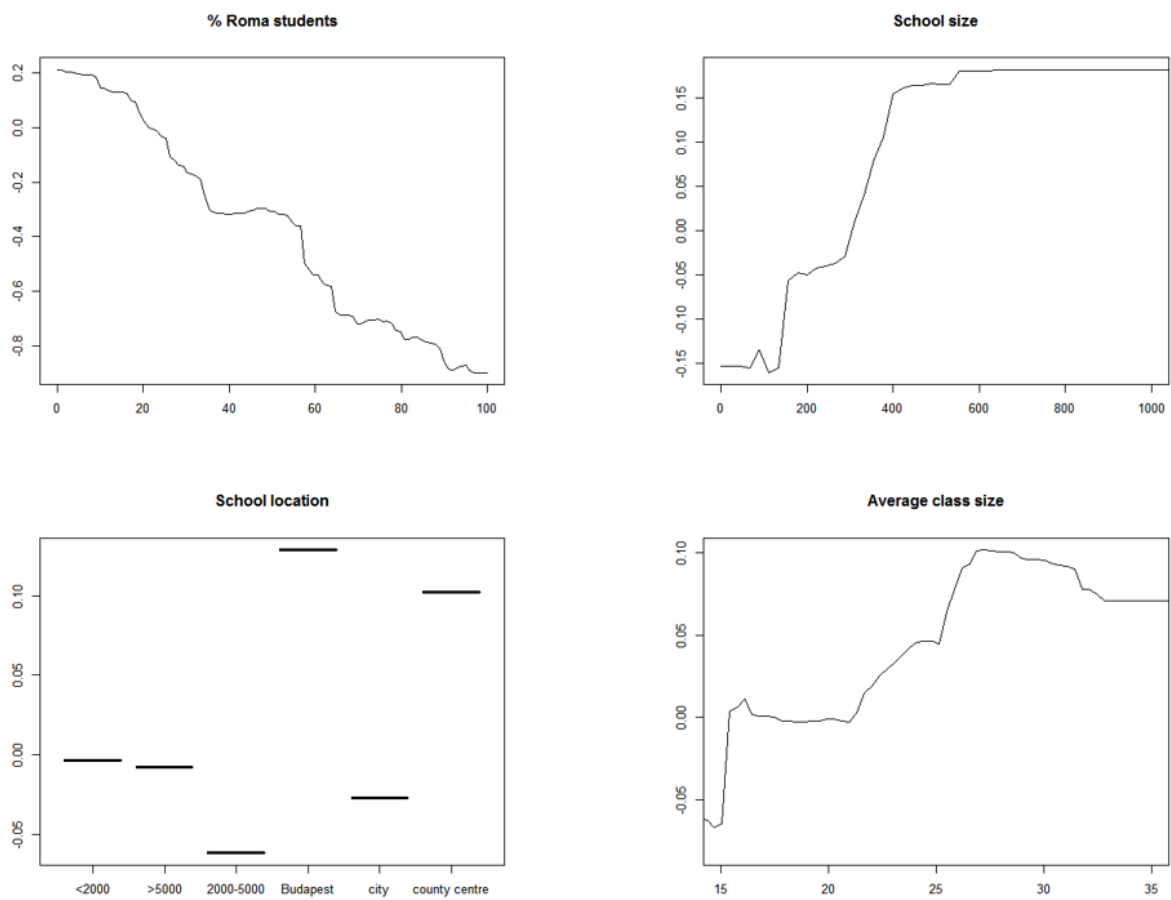 % Roma students
0.2
0.0
-0.2
-0.4
-0.6
-0.8
0 20 40 60 80 100
School size
0.15
0.10
0.05
0.00
-0.05
-0.10
-0.15
0 200 400 600 800 1000
School location
0.10
0.05
0.00
-0.05
<2000 >5000 2000-5000 Budapest city county centre
Average class size
0.10
0.05
0.00
-0.05
15 20 25 30 35